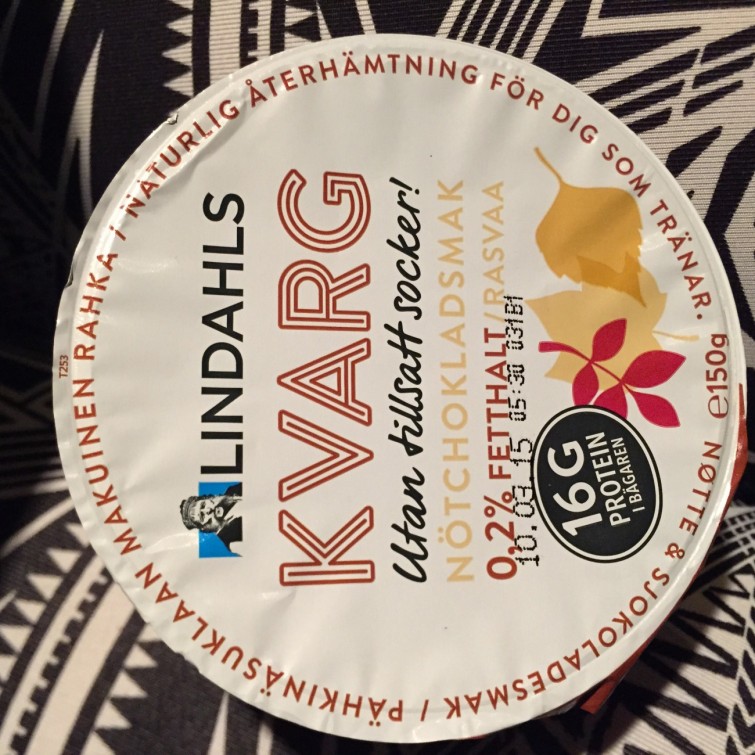 LINDAHLS
KVARG
Utan tillsatt socker!
NÖTCHOKLADSMAK
0,2% FETTHALT/RASVAA
10.03.15 05:30 031B1
16G
PROTEIN
I BÄGAREN
NATURLIG ÅTERHÄMTNING FÖR DIG SOM TRÄNAR.
℮150g
NØTTE & SJOKOLADESMAK / PÄHKINÄSUKLAAN MAKUINEN RAHKA /
T253